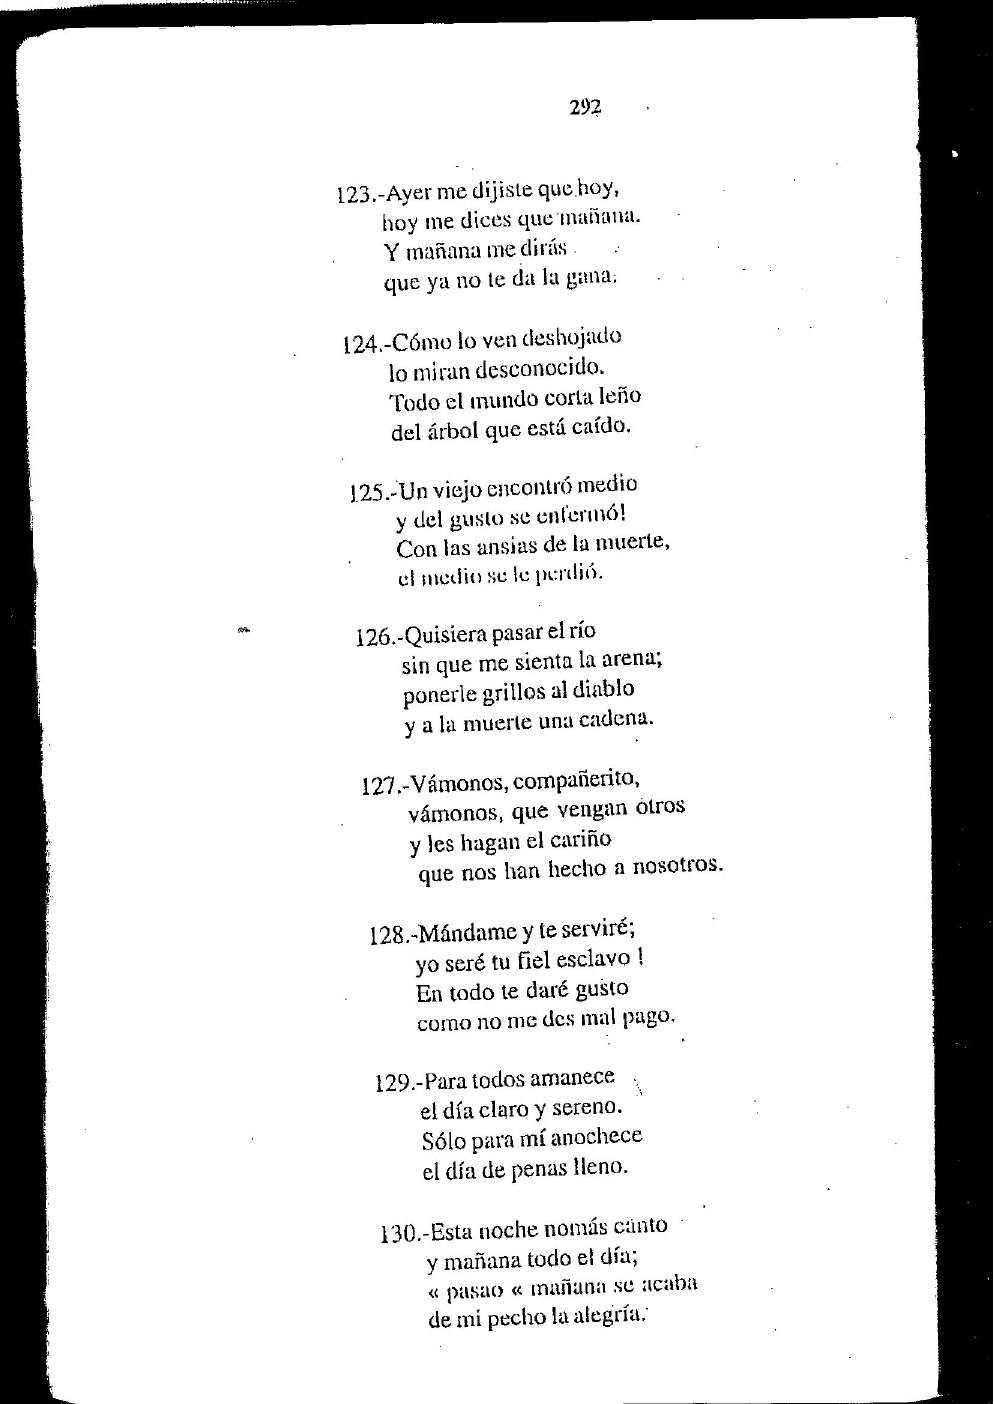 292
123.-Ayer me dijiste que hoy,
hoy me dices que mañana.
Y mañana me dirás
que ya no te da la gana.
124.-Cómo lo ven deshojado
lo miran desconocido.
Todo el mundo corta leño
del árbol que está caído.
125.-Un viejo encontró medio
y del gusto se enfermó!
Con las ansias de la muerte,
el medio se le perdió.
126.-Quisiera pasar el río
sin que me sienta la arena;
ponerle grillos al diablo
y a la muerte una cadena.
127.-Vámonos, compañerito,
vámonos, que vengan otros
y les hagan el cariño
que nos han hecho a nosotros.
128.-Mándame y te serviré;
yo seré tu fiel esclavo !
En todo te daré gusto
como no me des mal pago.
129.-Para todos amanece
el día claro y sereno.
Sólo para mí anochece
el día de penas lleno.
130.-Esta noche nomás canto
y mañana todo el día;
« pasao « mañana se acaba
de mi pecho la alegría.